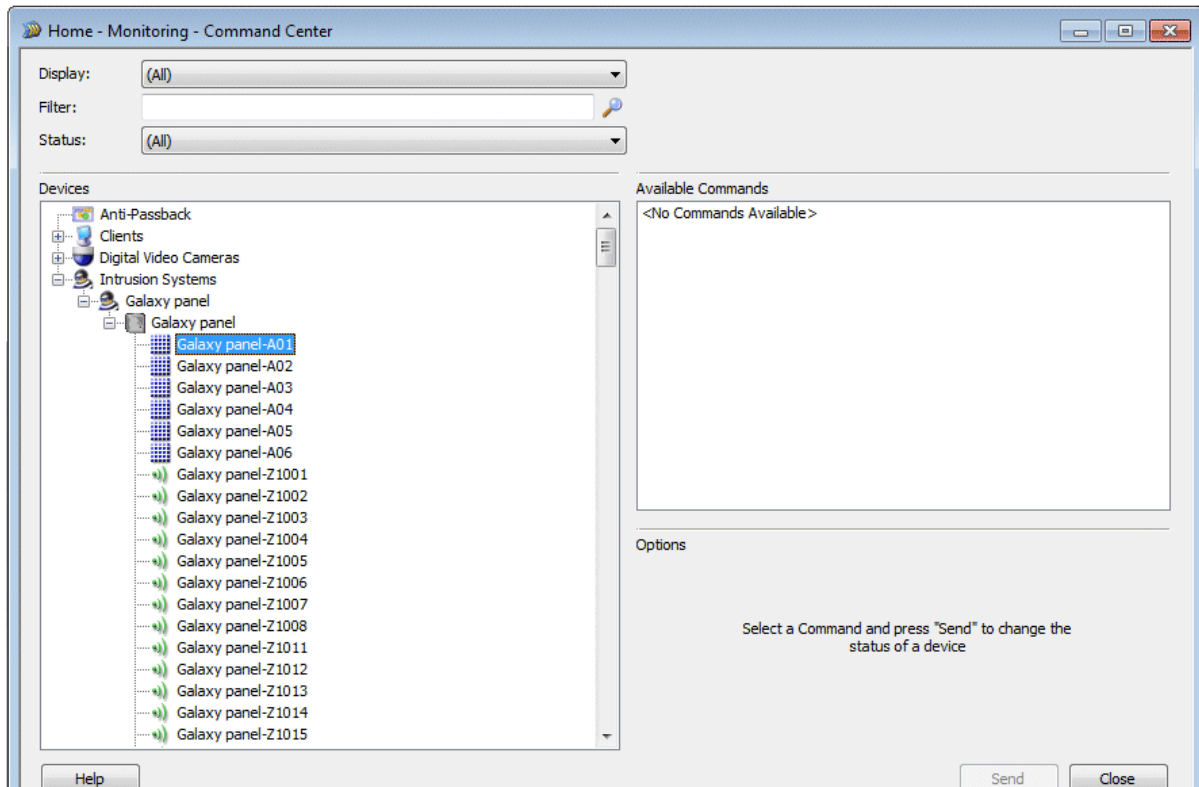 Home - Monitoring - Command Center
Display:
(All)
Filter:
Status:
(All)
Devices
Anti-Passback
Clients
Digital Video Cameras
Intrusion Systems
Galaxy panel
Galaxy panel
Galaxy panel-A01
Galaxy panel-A02
Galaxy panel-A03
Galaxy panel-A04
Galaxy panel-A05
Galaxy panel-A06
Galaxy panel-Z1001
Galaxy panel-Z1002
Galaxy panel-Z1003
Galaxy panel-Z1004
Galaxy panel-Z1005
Galaxy panel-Z1006
Galaxy panel-Z1007
Galaxy panel-Z1008
Galaxy panel-Z1011
Galaxy panel-Z1012
Galaxy panel-Z1013
Galaxy panel-Z1014
Galaxy panel-Z1015
Available Commands
<No Commands Available>
Options
Select a Command and press "Send" to change the
status of a device
Help
Send
Close